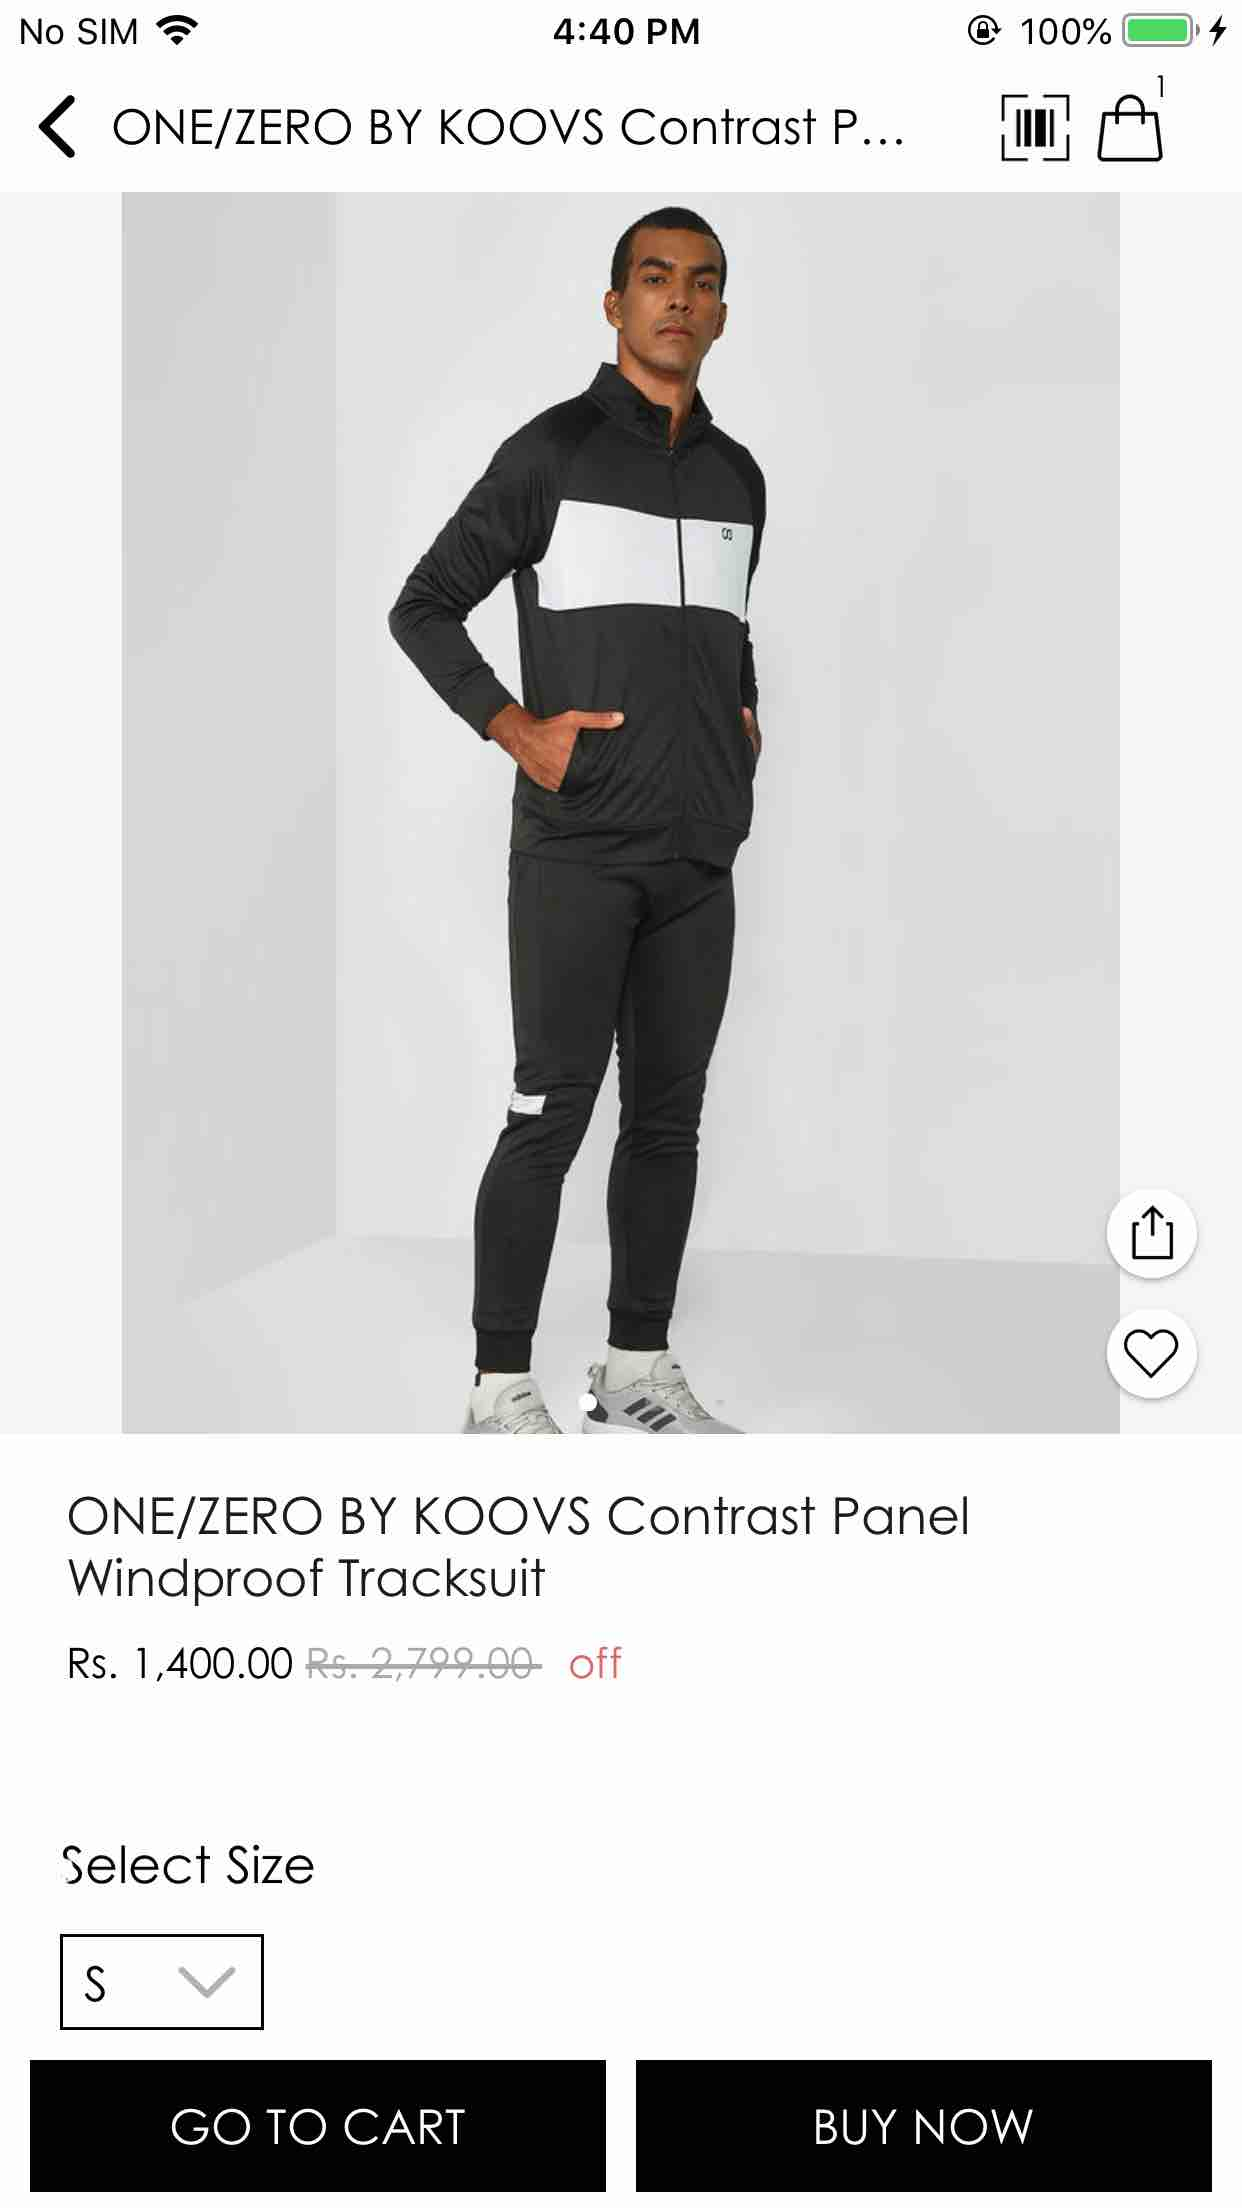 No SIM 4:40 PM 100%
ONE/ZERO BY KOOVS Contrast P... 1
ONE/ZERO BY KOOVS Contrast Panel
Windproof Tracksuit
Rs. 1,400.00 Rs. 2,799.00 off
Select Size
S
GO TO CART BUY NOW